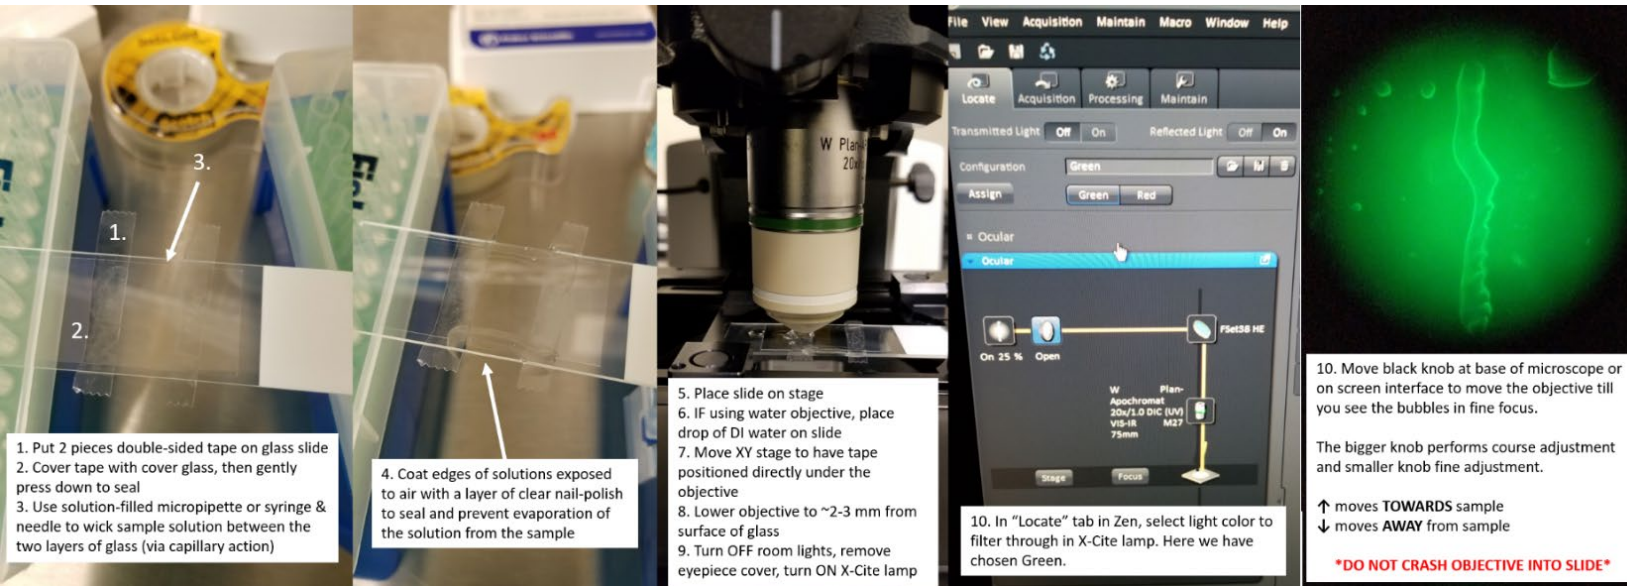 3.
1.
2.
1. Put 2 pieces double-sided tape on glass slide
2. Cover tape with cover glass, then gently
press down to seal
3. Use solution-filled micropipette or syringe &
needle to wick sample solution between the
two layers of glass (via capillary action)
4. Coat edges of solutions exposed
to air with a layer of clear nail-polish
to seal and prevent evaporation of
the solution from the sample
W Plan-
20x
5. Place slide on stage
6. IF using water objective, place
drop of DI water on slide
7. Move XY stage to have tape
positioned directly under the
objective
8. Lower objective to ~2-3 mm from
surface of glass
9. Turn OFF room lights, remove
eyepiece cover, turn ON X-Cite lamp
File View Acquisition Maintain Macro Window Help
Locate Acquisition Processing Maintain
Transmitted Light Off On Reflected Light Off On
Configuration Green
Assign Green Red
Ocular
Ocular
FSet38 HE
On 25 % Open
W Plan-
Apochromat
20x/1.0 DIC (UV)
VIS-IR M27
75mm
Stage Focus
10. In “Locate” tab in Zen, select light color to
filter through in X-Cite lamp. Here we have
chosen Green.
10. Move black knob at base of microscope or
on screen interface to move the objective till
you see the bubbles in fine focus.
The bigger knob performs course adjustment
and smaller knob fine adjustment.
↑ moves TOWARDS sample
↓ moves AWAY from sample
*DO NOT CRASH OBJECTIVE INTO SLIDE*